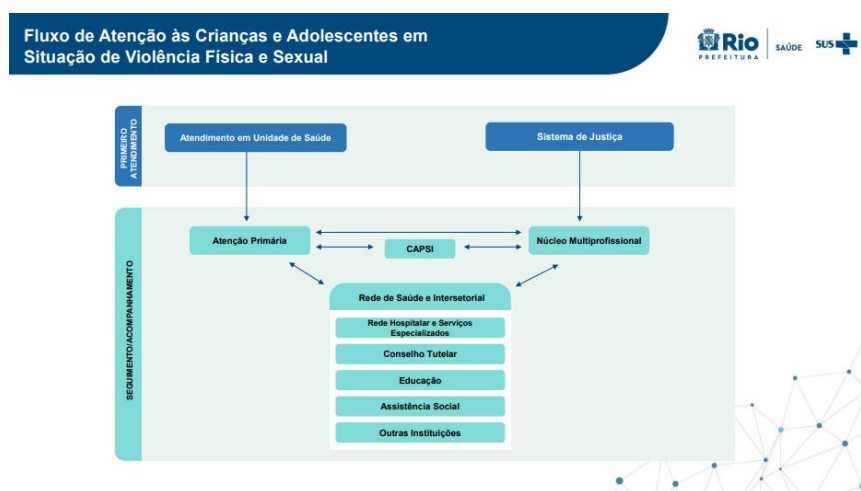 Fluxo de Atenção às Crianças e Adolescentes em
Situação de Violência Física e Sexual
Rio
PREFEITURA
SAÚDE
SUS
PRIMEIRO
ATENDIMENTO
Atendimento em Unidade de Saúde
Sistema de Justiça
SEGUIMENTO/ACOMPANHAMENTO
Atenção Primária
CAPSI
Núcleo Multiprofissional
Rede de Saúde e Intersetorial
Rede Hospitalar e Serviços
Especializados
Conselho Tutelar
Educação
Assistência Social
Outras Instituições